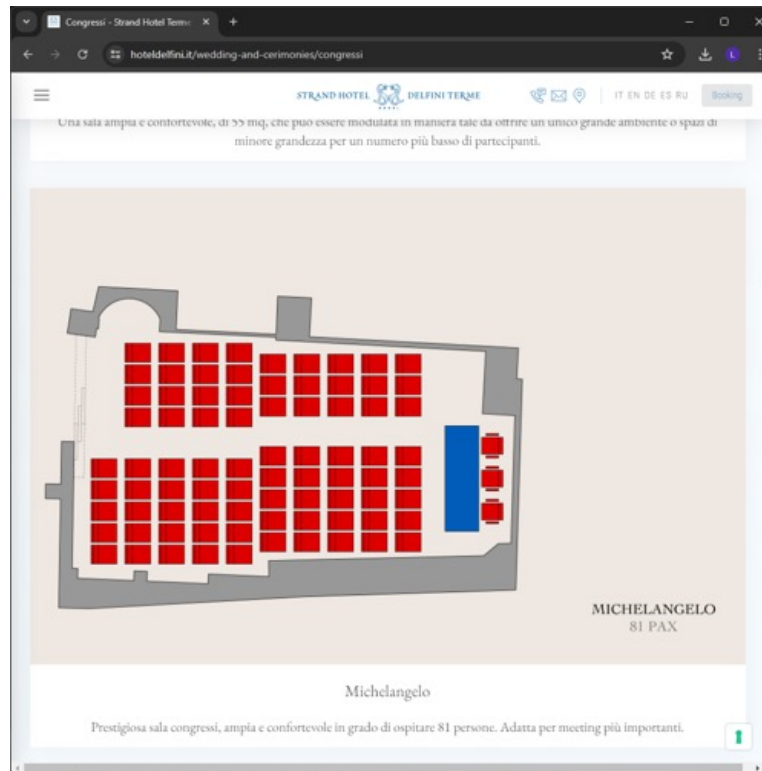 Congressi - Strand Hotel Terme
hoteldelfini.it/wedding-and-cerimonies/congressi
STRAND HOTEL DELFINI TERME
IT EN DE ES RU
Booking
Una sala ampia e confortevole, di 55 mq, che può essere modulata in maniera tale da offrire un unico grande ambiente o spazi di
minore grandezza per un numero più basso di partecipanti.
MICHELANGELO
81 PAX
Michelangelo
Prestigiosa sala congressi, ampia e confortevole in grado di ospitare 81 persone. Adatta per meeting più importanti.